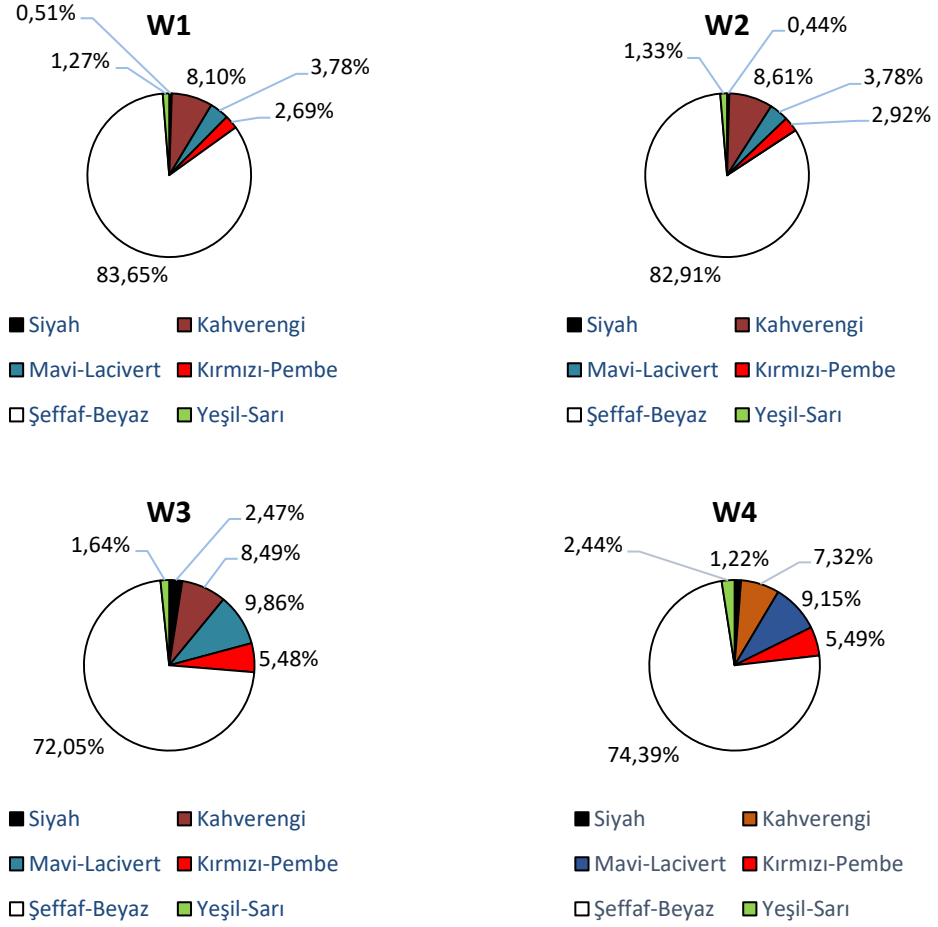 W1
0,51%
1,27%
8,10%
3,78%
2,69%
83,65%
Siyah Kahverengi
Mavi-Lacivert Kırmızı-Pembe
Şeffaf-Beyaz Yeşil-Sarı
W2
0,44%
1,33%
8,61%
3,78%
2,92%
82,91%
Siyah Kahverengi
Mavi-Lacivert Kırmızı-Pembe
Şeffaf-Beyaz Yeşil-Sarı
W3
2,47%
1,64%
8,49%
9,86%
5,48%
72,05%
Siyah Kahverengi
Mavi-Lacivert Kırmızı-Pembe
Şeffaf-Beyaz Yeşil-Sarı
W4
2,44%
1,22%
7,32%
9,15%
5,49%
74,39%
Siyah Kahverengi
Mavi-Lacivert Kırmızı-Pembe
Şeffaf-Beyaz Yeşil-Sarı